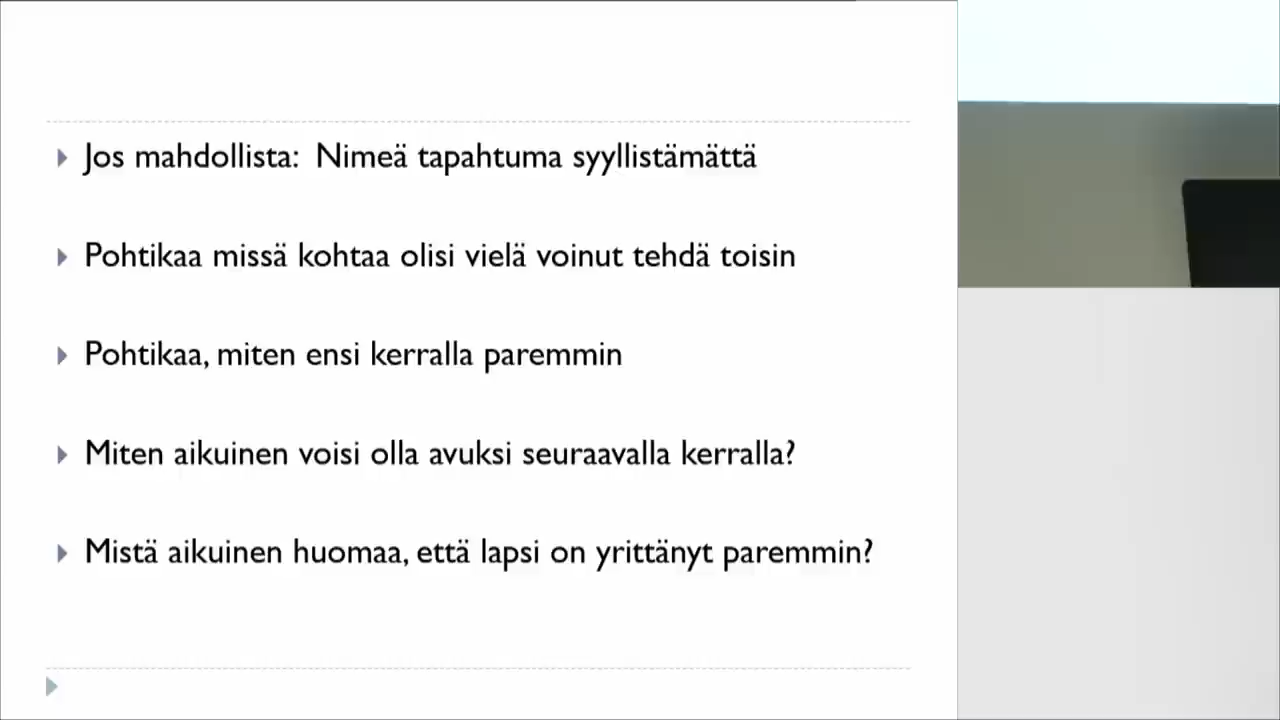 Jos mahdollista: Nimeä tapahtuma syyllistämättä
Pohtikaa missä kohtaa olisi vielä voinut tehdä toisin
Pohtikaa, miten ensi kerralla paremmin
Miten aikuinen voisi olla avuksi seuraavalla kerralla?
Mistä aikuinen huomaa, että lapsi on yrittänyt paremmin?